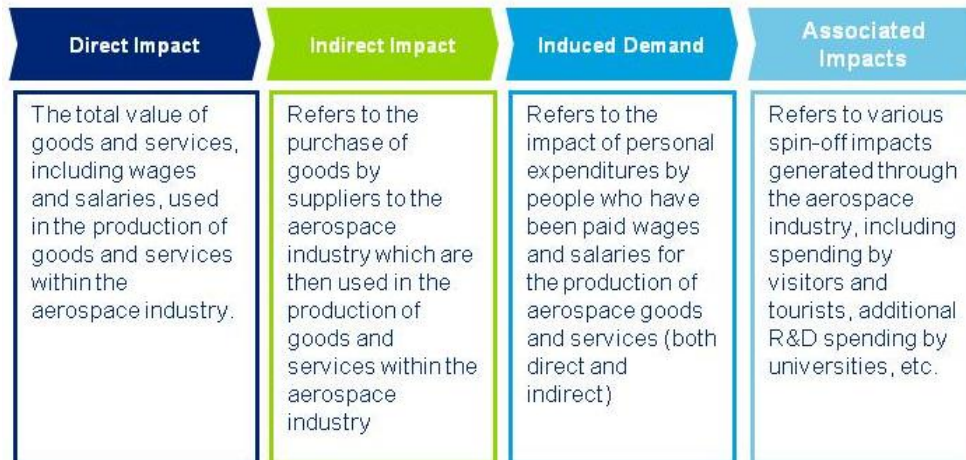 Direct Impact
The total value of
goods and services,
including wages
and salaries, used
in the production of
goods and services
within the
aerospace industry.
Indirect Impact
Refers to the
purchase of
goods by
suppliers to the
aerospace
industry which are
then used in the
production of
goods and
services within the
aerospace
industry
Induced Demand
Refers to the
impact of personal
expenditures by
people who have
been paid wages
and salaries for
the production of
aerospace goods
and services (both
direct and
indirect)
Associated
Impacts
Refers to various
spin-off impacts
generated through
the aerospace
industry, including
spending by
visitors and
tourists, additional
R&D spending by
universities, etc.